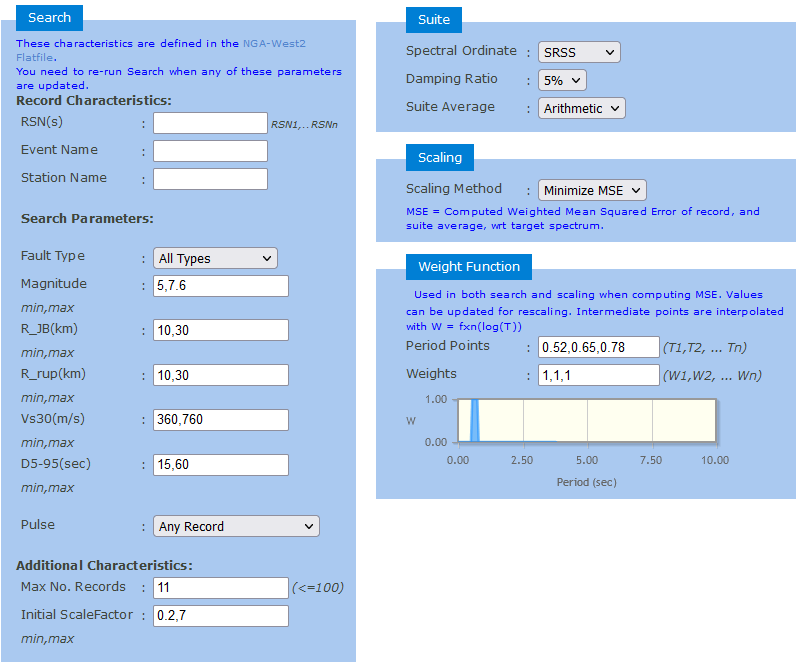 Search
These characteristics are defined in the NGA-West2
Flatfile.
You need to re-run Search when any of these parameters
are updated.
Record Characteristics:
RSN(s) : RSN1,..RSNn
Event Name :
Station Name :
Search Parameters:
Fault Type : All Types
Magnitude : 5,7.6
min,max
R_JB(km) : 10,30
min,max
R_rup(km) : 10,30
min,max
Vs30(m/s) : 360,760
min,max
D5-95(sec) : 15,60
min,max
Pulse : Any Record
Additional Characteristics:
Max No. Records : 11 (<=100)
Initial ScaleFactor : 0.2,7
min,max
Suite
Spectral Ordinate : SRSS
Damping Ratio : 5%
Suite Average : Arithmetic
Scaling
Scaling Method : Minimize MSE
MSE = Computed Weighted Mean Squared Error of record, and
suite average, wrt target spectrum.
Weight Function
Used in both search and scaling when computing MSE. Values
can be updated for rescaling. Intermediate points are interpolated
with W = fxn(log(T))
Period Points : 0.52,0.65,0.78 (T1,T2, ... Tn)
Weights : 1,1,1 (W1,W2, ... Wn)
1.00
W
0.00
0.00 2.50 5.00 7.50 10.00
Period (sec)